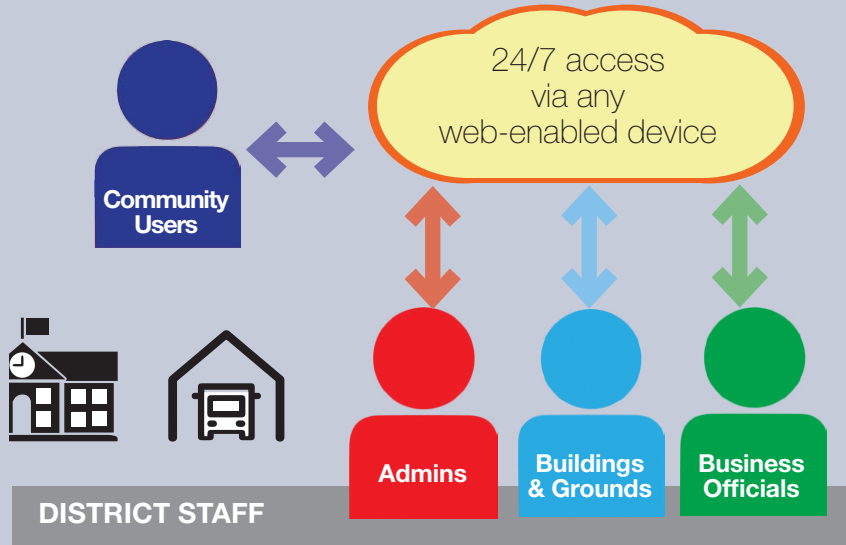 24/7 access
via any
web-enabled device
Community
Users
Admins
Buildings
& Grounds
Business
Officials
DISTRICT STAFF